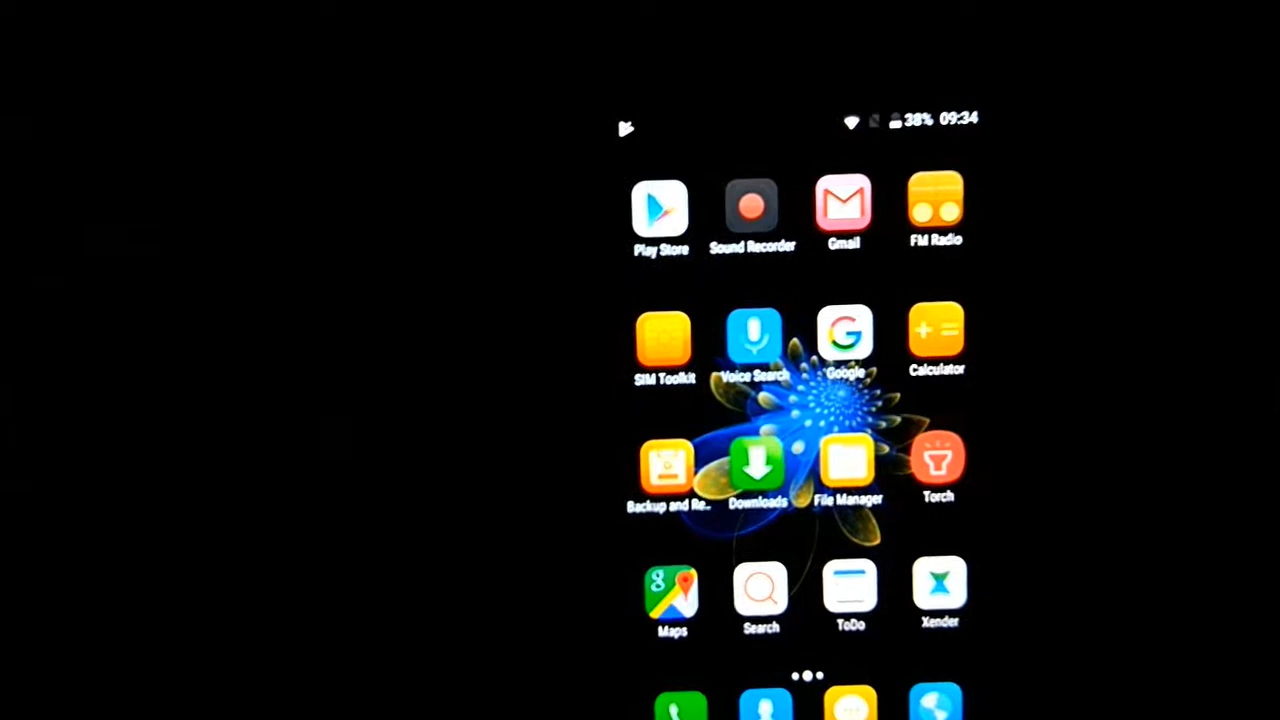 38% 09:34
Play Store Sound Recorder Gmail FM Radio
SIM Toolkit Voice Search Google Calculator
Backup and Re.. Downloads File Manager Torch
Maps Search ToDo Xender